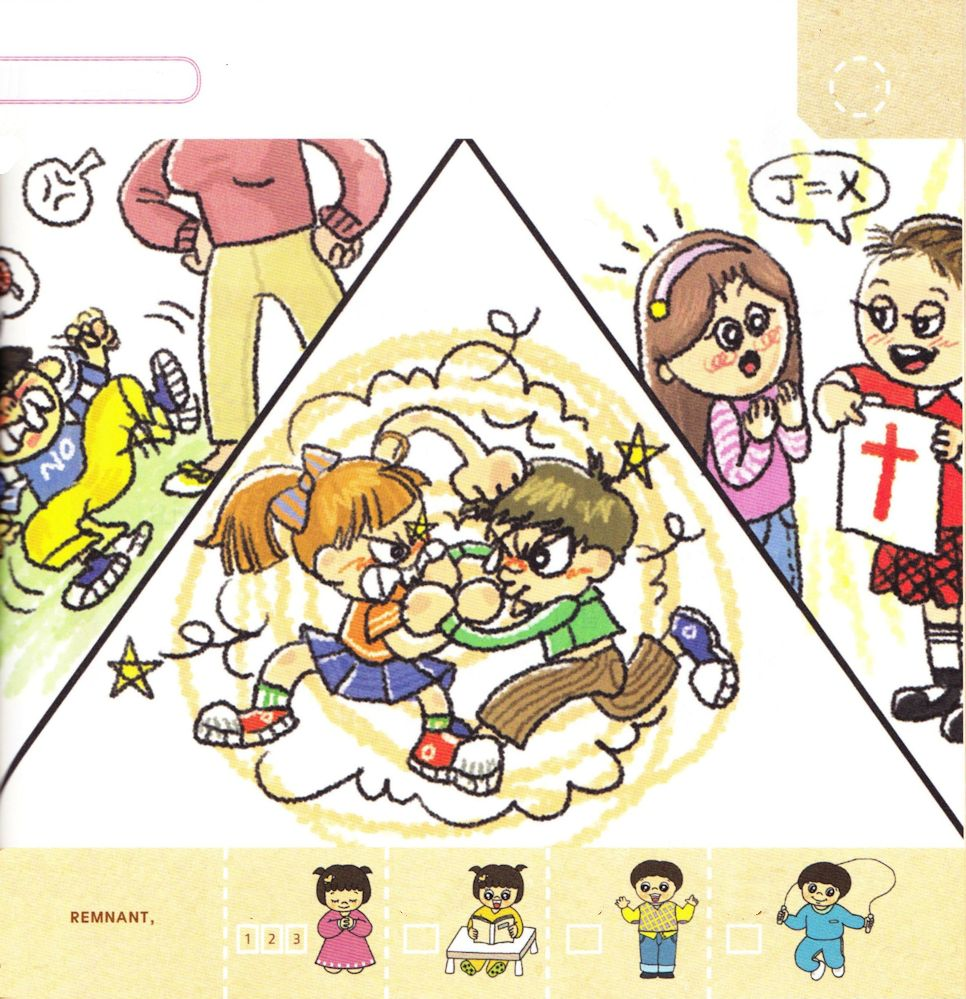 J=X
NO
REMNANT,
1 2 3